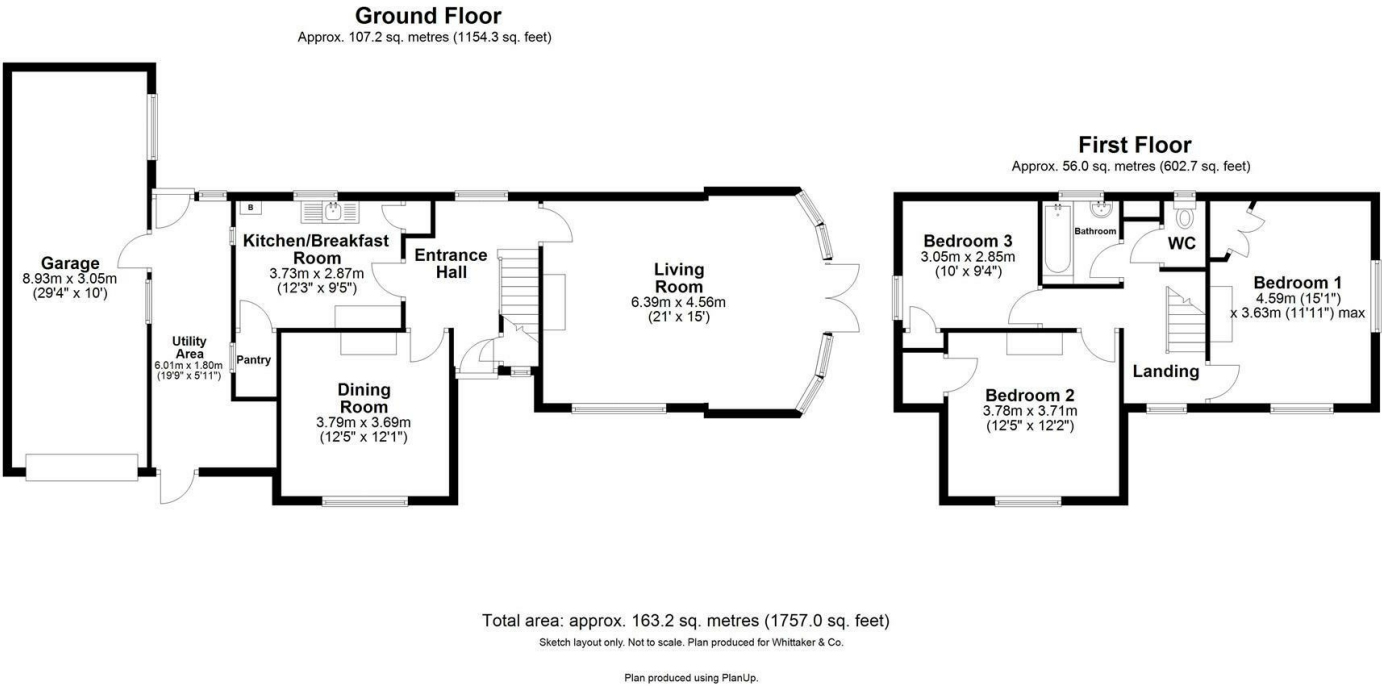 Ground Floor
Approx. 107.2 sq. metres (1154.3 sq. feet)
First Floor
Approx. 56.0 sq. metres (602.7 sq. feet)
Garage
8.93m x 3.05m
(29'4" x 10')
Utility
Area
6.01m x 1.80m
(19'9" x 5'11")
B
Kitchen/Breakfast
Room
3.73m x 2.87m
(12'3" x 9'5")
Pantry
Entrance
Hall
Dining
Room
3.79m x 3.69m
(12'5" x 12'1")
Living
Room
6.39m x 4.56m
(21' x 15')
Bedroom 3
3.05m x 2.85m
(10' x 9'4")
Bathroom
WC
Bedroom 1
4.59m (15'1")
x 3.63m (11'11") max
Landing
Bedroom 2
3.78m x 3.71m
(12'5" x 12'2")
Total area: approx. 163.2 sq. metres (1757.0 sq. feet)
Sketch layout only. Not to scale. Plan produced for Whittaker & Co.
Plan produced using PlanUp.